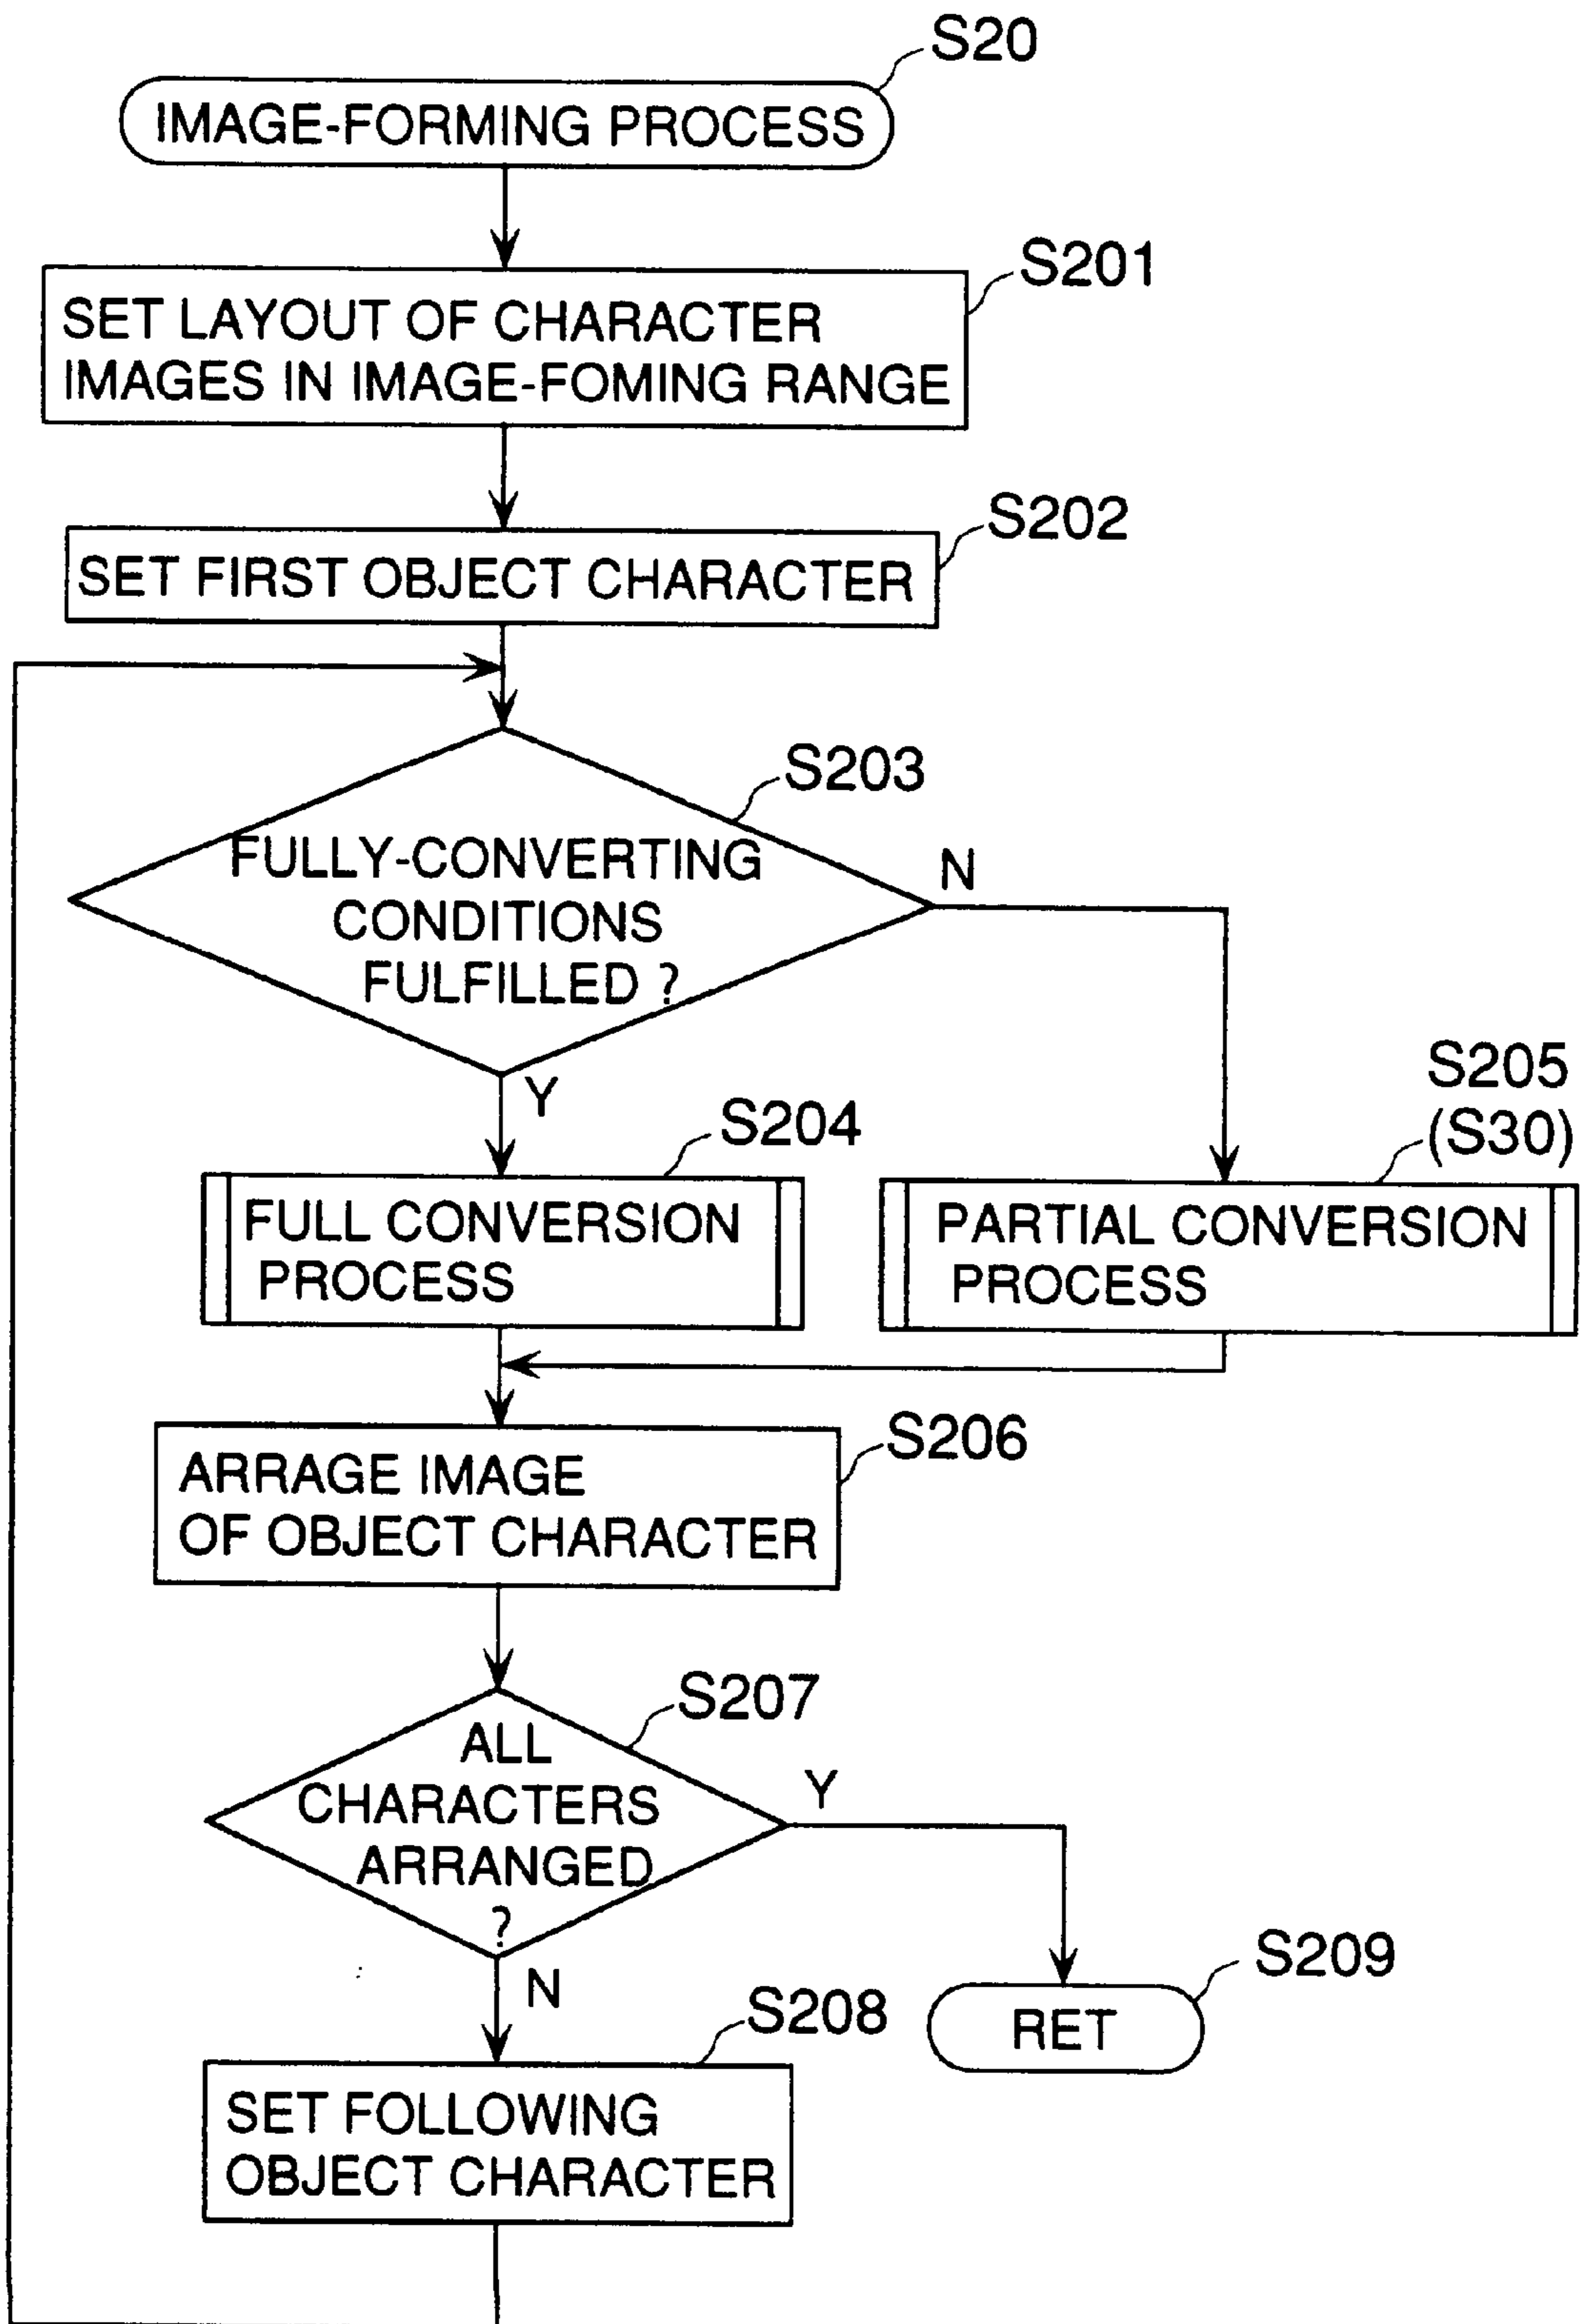 S20
IMAGE-FORMING PROCESS
S201
SET LAYOUT OF CHARACTER
IMAGES IN IMAGE-FOMING RANGE
S202
SET FIRST OBJECT CHARACTER
S203
FULLY-CONVERTING
CONDITIONS
FULFILLED ?
N
Y
S204
FULL CONVERSION
PROCESS
S205
(S30)
PARTIAL CONVERSION
PROCESS
S206
ARRAGE IMAGE
OF OBJECT CHARACTER
S207
ALL
CHARACTERS
ARRANGED
?
Y
N
S209
RET
S208
SET FOLLOWING
OBJECT CHARACTER